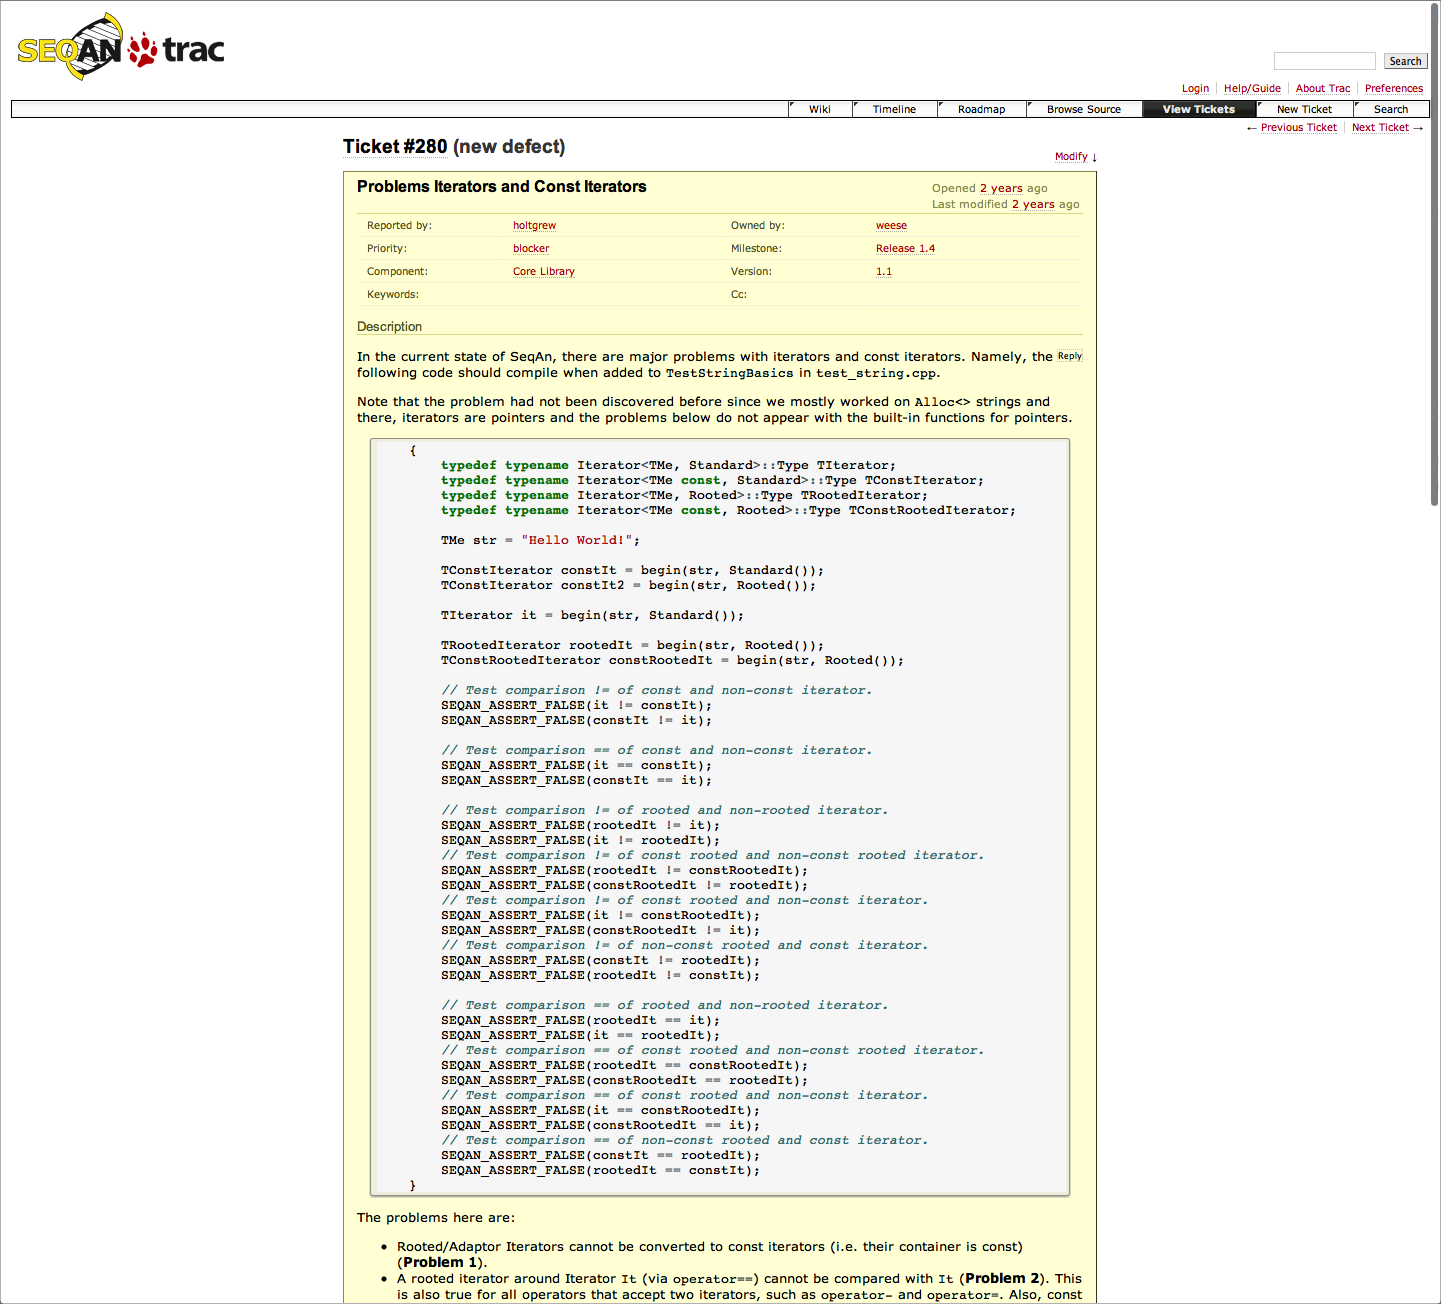 SEQAN trac
Search
Login Help/Guide About Trac Preferences
Wiki Timeline Roadmap Browse Source View Tickets New Ticket Search
← Previous Ticket Next Ticket →
Ticket #280 (new defect)
Modify ↓
Problems Iterators and Const Iterators
Opened 2 years ago
Last modified 2 years ago
Reported by: holtgrew Owned by: weese
Priority: blocker Milestone: Release 1.4
Component: Core Library Version: 1.1
Keywords: Cc:
Description
In the current state of SeqAn, there are major problems with iterators and const iterators. Namely, the Reply
following code should compile when added to TestStringBasics in test_string.cpp.
Note that the problem had not been discovered before since we mostly worked on Alloc<> strings and
there, iterators are pointers and the problems below do not appear with the built-in functions for pointers.
{
typedef typename Iterator<TMe, Standard>::Type TIterator;
typedef typename Iterator<TMe const, Standard>::Type TConstIterator;
typedef typename Iterator<TMe, Rooted>::Type TRootedIterator;
typedef typename Iterator<TMe const, Rooted>::Type TConstRootedIterator;
TMe str = "Hello World!";
TConstIterator constIt = begin(str, Standard());
TConstIterator constIt2 = begin(str, Rooted());
TIterator it = begin(str, Standard());
TRootedIterator rootedIt = begin(str, Rooted());
TConstRootedIterator constRootedIt = begin(str, Rooted());
// Test comparison != of const and non-const iterator.
SEQAN_ASSERT_FALSE(it != constIt);
SEQAN_ASSERT_FALSE(constIt != it);
// Test comparison == of const and non-const iterator.
SEQAN_ASSERT_FALSE(it == constIt);
SEQAN_ASSERT_FALSE(constIt == it);
// Test comparison != of rooted and non-rooted iterator.
SEQAN_ASSERT_FALSE(rootedIt != it);
SEQAN_ASSERT_FALSE(it != rootedIt);
// Test comparison != of const rooted and non-const rooted iterator.
SEQAN_ASSERT_FALSE(rootedIt != constRootedIt);
SEQAN_ASSERT_FALSE(constRootedIt != rootedIt);
// Test comparison != of const rooted and non-const iterator.
SEQAN_ASSERT_FALSE(it != constRootedIt);
SEQAN_ASSERT_FALSE(constRootedIt != it);
// Test comparison != of non-const rooted and const iterator.
SEQAN_ASSERT_FALSE(constIt != rootedIt);
SEQAN_ASSERT_FALSE(rootedIt != constIt);
// Test comparison == of rooted and non-rooted iterator.
SEQAN_ASSERT_FALSE(rootedIt == it);
SEQAN_ASSERT_FALSE(it == rootedIt);
// Test comparison == of const rooted and non-const rooted iterator.
SEQAN_ASSERT_FALSE(rootedIt == constRootedIt);
SEQAN_ASSERT_FALSE(constRootedIt == rootedIt);
// Test comparison == of const rooted and non-const iterator.
SEQAN_ASSERT_FALSE(it == constRootedIt);
SEQAN_ASSERT_FALSE(constRootedIt == it);
// Test comparison == of non-const rooted and const iterator.
SEQAN_ASSERT_FALSE(constIt == rootedIt);
SEQAN_ASSERT_FALSE(rootedIt == constIt);
}
The problems here are:
• Rooted/Adaptor Iterators cannot be converted to const iterators (i.e. their container is const)
(Problem 1).
• A rooted iterator around Iterator It (via operator==) cannot be compared with It (Problem 2). This
is also true for all operators that accept two iterators, such as operator- and operator=. Also, const